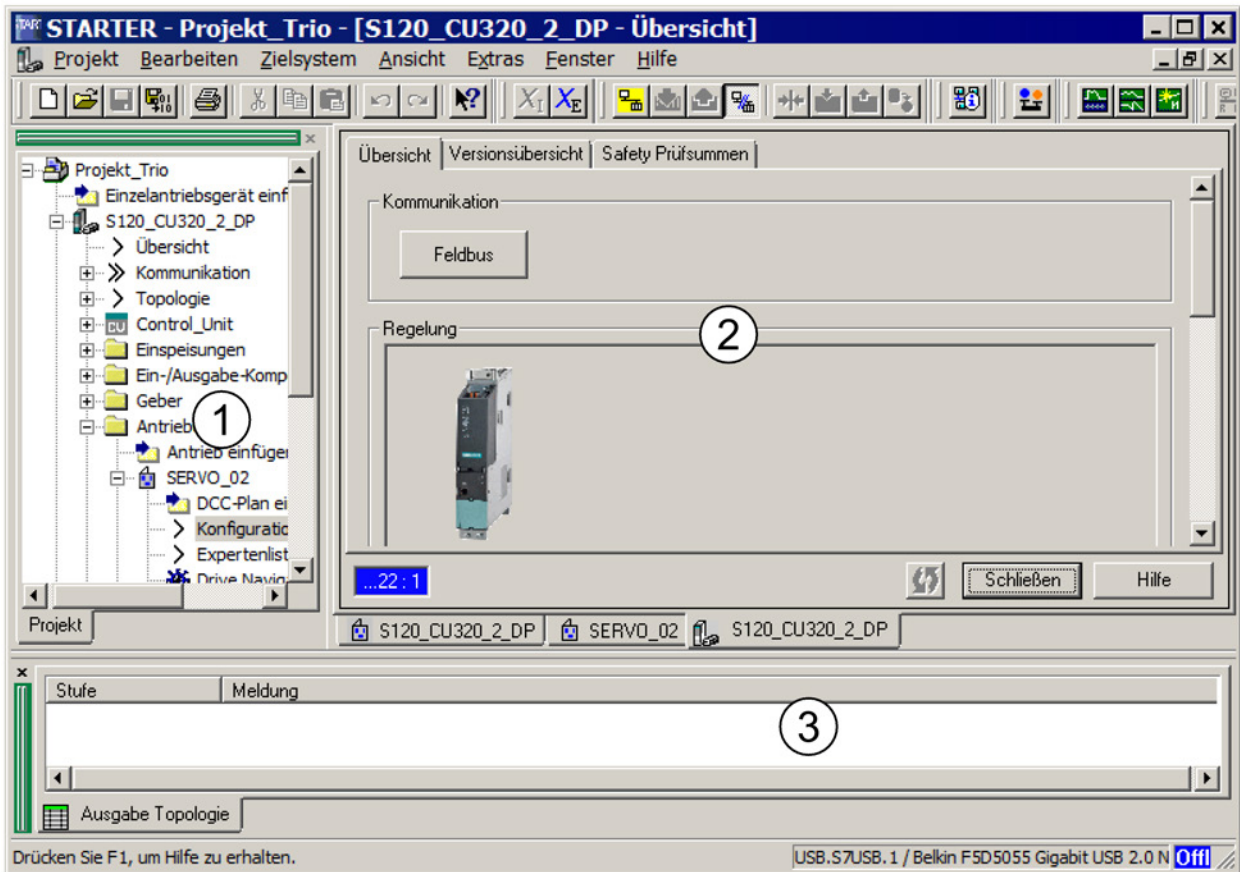 STARTER - Projekt_Trio - [S120_CU320_2_DP - Übersicht]
Projekt Bearbeiten Zielsystem Ansicht Extras Fenster Hilfe
Projekt_Trio
Einzelantriebsgerät einf
S120_CU320_2_DP
Übersicht
Kommunikation
Topologie
CU Control_Unit
Einspeisungen
Ein-/Ausgabe-Komp
Geber
Antrieb
1
Antrieb einfügen
SERVO_02
DCC-Plan ei
Konfiguratio
Expertenlist
Drive Navig
Projekt
Übersicht Versionsübersicht Safety Prüfsummen
Kommunikation
Feldbus
Regelung
2
...22 : 1
Schließen Hilfe
S120_CU320_2_DP SERVO_02 S120_CU320_2_DP
Stufe Meldung
3
Ausgabe Topologie
Drücken Sie F1, um Hilfe zu erhalten.
USB.S7USB.1 / Belkin F5D5055 Gigabit USB 2.0 N Offl